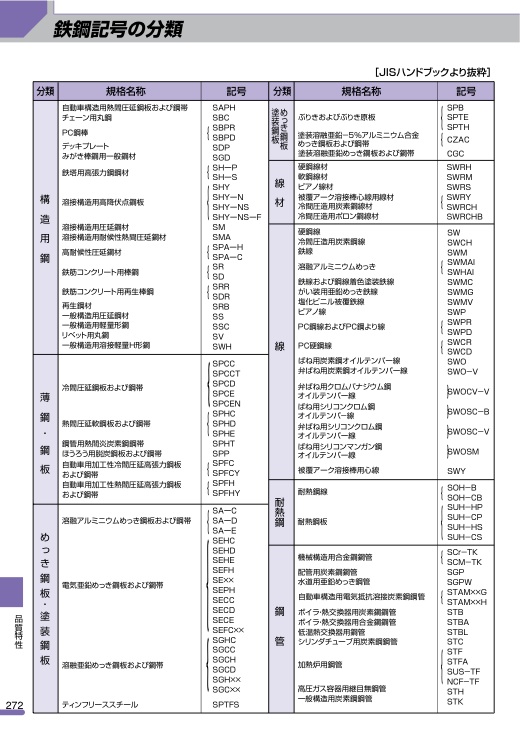 鉄鋼記号の分類
［JISハンドブックより抜粋］
分類 規格名称 記号
構造用鋼
自動車構造用熱間圧延鋼板および鋼帯 SAPH
チェーン用丸鋼 SBC
PC鋼棒 SBPR
SBPD
デッキプレート SDP
みがき棒鋼用一般鋼材 SGD
鉄塔用高張力鋼鋼材 SH−P
SH−S
溶接構造用高降伏点鋼板 SHY
SHY−N
SHY−NS
SHY−NS−F
溶接構造用圧延鋼材 SM
溶接構造用耐候性熱間圧延鋼材 SMA
高耐候性圧延鋼材 SPA−H
SPA−C
鉄筋コンクリート用棒鋼 SR
SD
鉄筋コンクリート用再生棒鋼 SRR
SDR
再生鋼材 SRB
一般構造用圧延鋼材 SS
一般構造用軽量形鋼 SSC
リベット用丸鋼 SV
一般構造用溶接軽量H形鋼 SWH
薄鋼・鋼板
冷間圧延鋼板および鋼帯 SPCC
SPCCT
SPCD
SPCE
SPCEN
熱間圧延軟鋼板および鋼帯 SPHC
SPHD
SPHE
鋼管用熱間炭素鋼鋼帯 SPHT
ほうろう用脱炭鋼板および鋼帯 SPP
自動車用加工性冷間圧延高張力鋼板 SPFC
および鋼帯 SPFCY
自動車用加工性熱間圧延高張力鋼板 SPFH
および鋼帯 SPFHY
めっき鋼板・塗装鋼板
溶融アルミニウムめっき鋼板および鋼帯 SA−C
SA−D
SA−E
電気亜鉛めっき鋼板および鋼帯 SEHC
SEHD
SEHE
SEFH
SE××
SEPH
SECC
SECD
SECE
SEFC××
溶融亜鉛めっき鋼板および鋼帯 SGHC
SGCC
SGCH
SGCD
SGH××
SGC××
ティンフリースチール SPTFS
分類 規格名称 記号
めっき鋼板
塗装鋼板
ぶりきおよびぶりき原板 SPB
SPTE
SPTH
塗装溶融亜鉛−5％アルミニウム合金
めっき鋼板および鋼帯 CZAC
塗装溶融亜鉛めっき鋼板および鋼帯 CGC
線材
硬鋼線材 SWRH
軟鋼線材 SWRM
ピアノ線材 SWRS
被覆アーク溶接棒心線用線材 SWRY
冷間圧造用炭素鋼線材 SWRCH
冷間圧造用ボロン鋼線材 SWRCHB
線
硬鋼線 SW
冷間圧造用炭素鋼線 SWCH
鉄線 SWM
溶融アルミニウムめっき SWMAI
SWHAI
鉄線および鋼線着色塗装鉄線 SWMC
がい装用亜鉛めっき鉄線 SWMG
塩化ビニル被覆鉄線 SWMV
ピアノ線 SWP
PC鋼線およびPC鋼より線 SWPR
SWPD
PC硬鋼線 SWCR
SWCD
ばね用炭素鋼オイルテンパー線 SWO
弁ばね用炭素鋼オイルテンパー線 SWO−V
弁ばね用クロムバナジウム鋼
オイルテンパー線 SWOCV−V
ばね用シリコンクロム鋼
オイルテンパー線 SWOSC−B
弁ばね用シリコンクロム鋼
オイルテンパー線 SWOSC−V
ばね用シリコンマンガン鋼
オイルテンパー線 SWOSM
被覆アーク溶接棒用心線 SWY
耐熱鋼
耐熱鋼線 SOH−B
SOH−CB
耐熱鋼板 SUH−HP
SUH−CP
SUH−HS
SUH−CS
鋼管
機械構造用合金鋼鋼管 SCr−TK
SCM−TK
配管用炭素鋼鋼管 SGP
水道用亜鉛めっき鋼管 SGPW
自動車構造用電気抵抗溶接炭素鋼鋼管 STAM××G
STAM××H
ボイラ・熱交換器用炭素鋼鋼管 STB
ボイラ・熱交換器用合金鋼鋼管 STBA
低温熱交換器用鋼管 STBL
シリンダチューブ用炭素鋼鋼管 STC
加熱炉用鋼管 STF
STFA
SUS−TF
NCF−TF
高圧ガス容器用継目無鋼管 STH
一般構造用炭素鋼鋼管 STK
品質特性
272